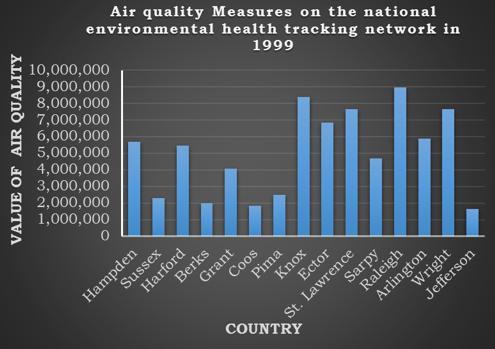 Air quality Measures on the national
environmental health tracking network in
1999
VALUE OF  AIR QUALITY
10,000,000
9,000,000
8,000,000
7,000,000
6,000,000
5,000,000
4,000,000
3,000,000
2,000,000
1,000,000
0
Hampden
Sussex
Harford
Berks
Grant
Coos
Pima
Knox
Ector
St. Lawrence
Sarpy
Raleigh
Arlington
Wright
Jefferson
COUNTRY